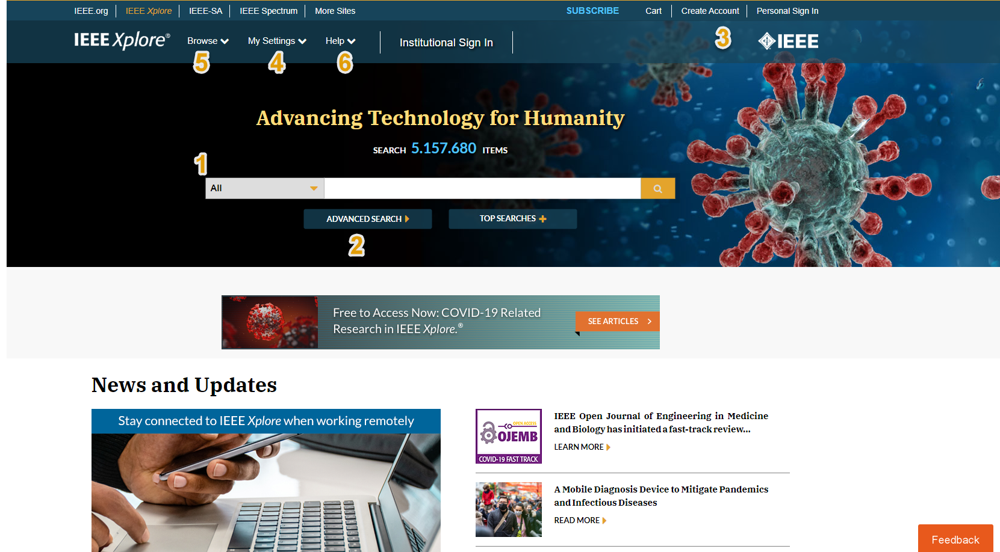 IEEE.org IEEE Xplore IEEE-SA IEEE Spectrum More Sites SUBSCRIBE Cart Create Account Personal Sign In
IEEE Xplore® Browse My Settings Help Institutional Sign In 3 IEEE
5 4 6
Advancing Technology for Humanity
SEARCH 5.157.680 ITEMS
1
All
ADVANCED SEARCH TOP SEARCHES
2
Free to Access Now: COVID-19 Related
Research in IEEE Xplore.®
SEE ARTICLES
News and Updates
Stay connected to IEEE Xplore when working remotely
OPEN ACCESS
OJEMB
COVID-19 FAST TRACK
IEEE Open Journal of Engineering in Medicine
and Biology has initiated a fast-track review...
LEARN MORE
A Mobile Diagnosis Device to Mitigate Pandemics
and Infectious Diseases
READ MORE
Feedback